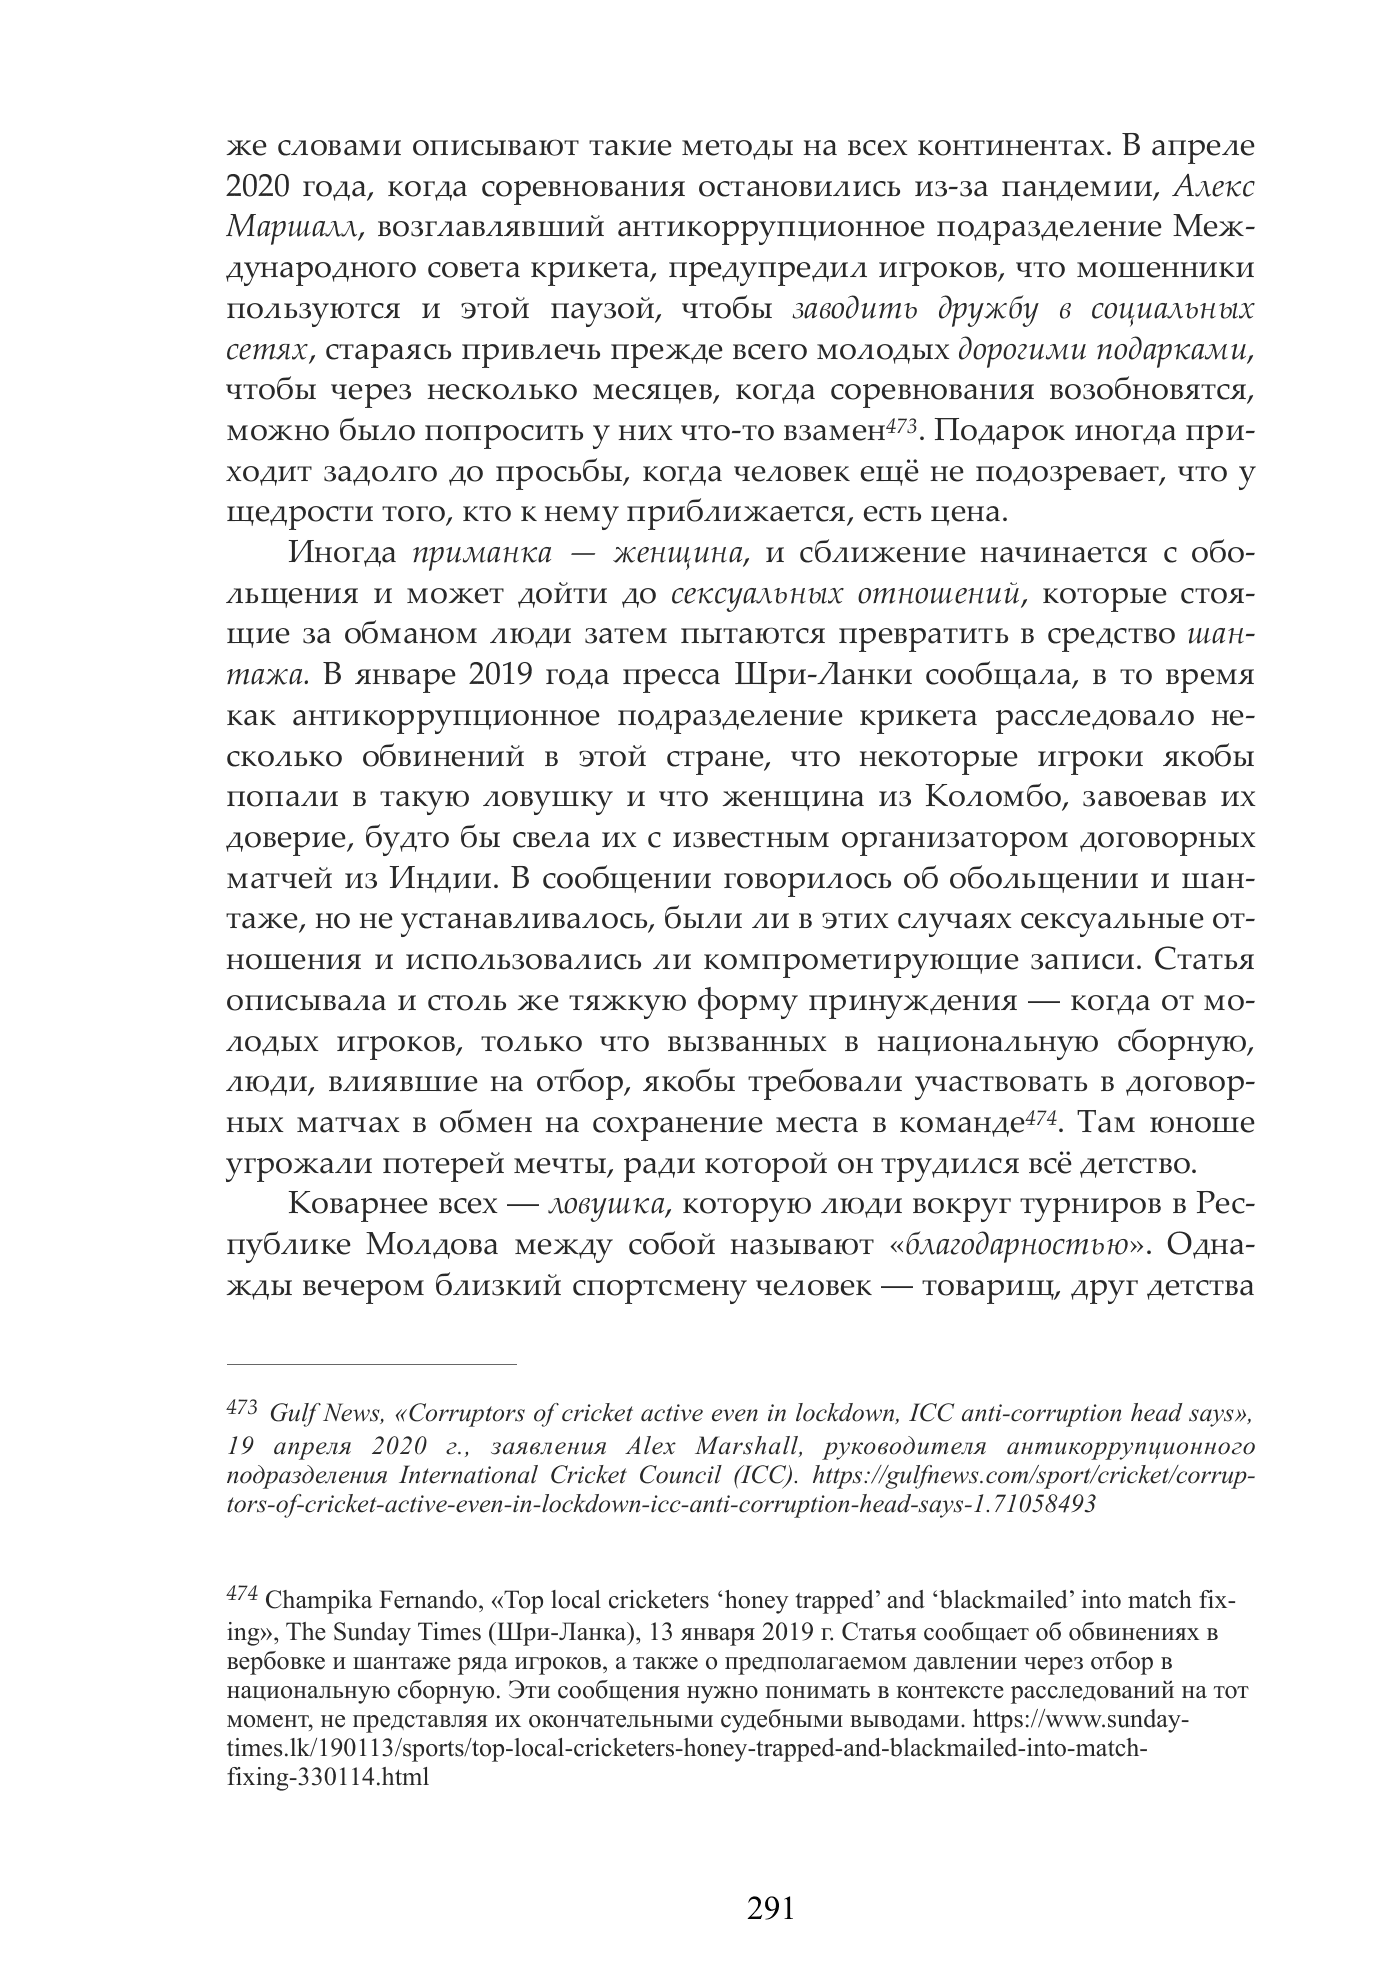 же словами описывают такие методы на всех континентах. В апреле
2020 года, когда соревнования остановились из-за пандемии, Алекс
Маршалл, возглавлявший антикоррупционное подразделение Меж-
дународного совета крикета, предупредил игроков, что мошенники
пользуются и этой паузой, чтобы заводить дружбу в социальных
сетях, стараясь привлечь прежде всего молодых дорогими подарками,
чтобы через несколько месяцев, когда соревнования возобновятся,
можно было попросить у них что-то взамен473. Подарок иногда при-
ходит задолго до просьбы, когда человек ещё не подозревает, что у
щедрости того, кто к нему приближается, есть цена.
Иногда приманка — женщина, и сближение начинается с обо-
льщения и может дойти до сексуальных отношений, которые стоя-
щие за обманом люди затем пытаются превратить в средство шан-
тажа. В январе 2019 года пресса Шри-Ланки сообщала, в то время
как антикоррупционное подразделение крикета расследовало не-
сколько обвинений в этой стране, что некоторые игроки якобы
попали в такую ловушку и что женщина из Коломбо, завоевав их
доверие, будто бы свела их с известным организатором договорных
матчей из Индии. В сообщении говорилось об обольщении и шан-
таже, но не устанавливалось, были ли в этих случаях сексуальные от-
ношения и использовались ли компрометирующие записи. Статья
описывала и столь же тяжкую форму принуждения — когда от мо-
лодых игроков, только что вызванных в национальную сборную,
люди, влиявшие на отбор, якобы требовали участвовать в договор-
ных матчах в обмен на сохранение места в команде474. Там юноше
угрожали потерей мечты, ради которой он трудился всё детство.
Коварнее всех — ловушка, которую люди вокруг турниров в Рес-
публике Молдова между собой называют «благодарностью». Одна-
жды вечером близкий спортсмену человек — товарищ, друг детства
473 Gulf News, «Corruptors of cricket active even in lockdown, ICC anti-corruption head says»,
19 апреля 2020 г., заявления Alex Marshall, руководителя антикоррупционного
подразделения International Cricket Council (ICC). https://gulfnews.com/sport/cricket/corrup-
tors-of-cricket-active-even-in-lockdown-icc-anti-corruption-head-says-1.71058493
474 Champika Fernando, «Top local cricketers ‘honey trapped’ and ‘blackmailed’ into match fix-
ing», The Sunday Times (Шри-Ланка), 13 января 2019 г. Статья сообщает об обвинениях в
вербовке и шантаже ряда игроков, а также о предполагаемом давлении через отбор в
национальную сборную. Эти сообщения нужно понимать в контексте расследований на тот
момент, не представляя их окончательными судебными выводами. https://www.sunday-
times.lk/190113/sports/top-local-cricketers-honey-trapped-and-blackmailed-into-match-
fixing-330114.html
291